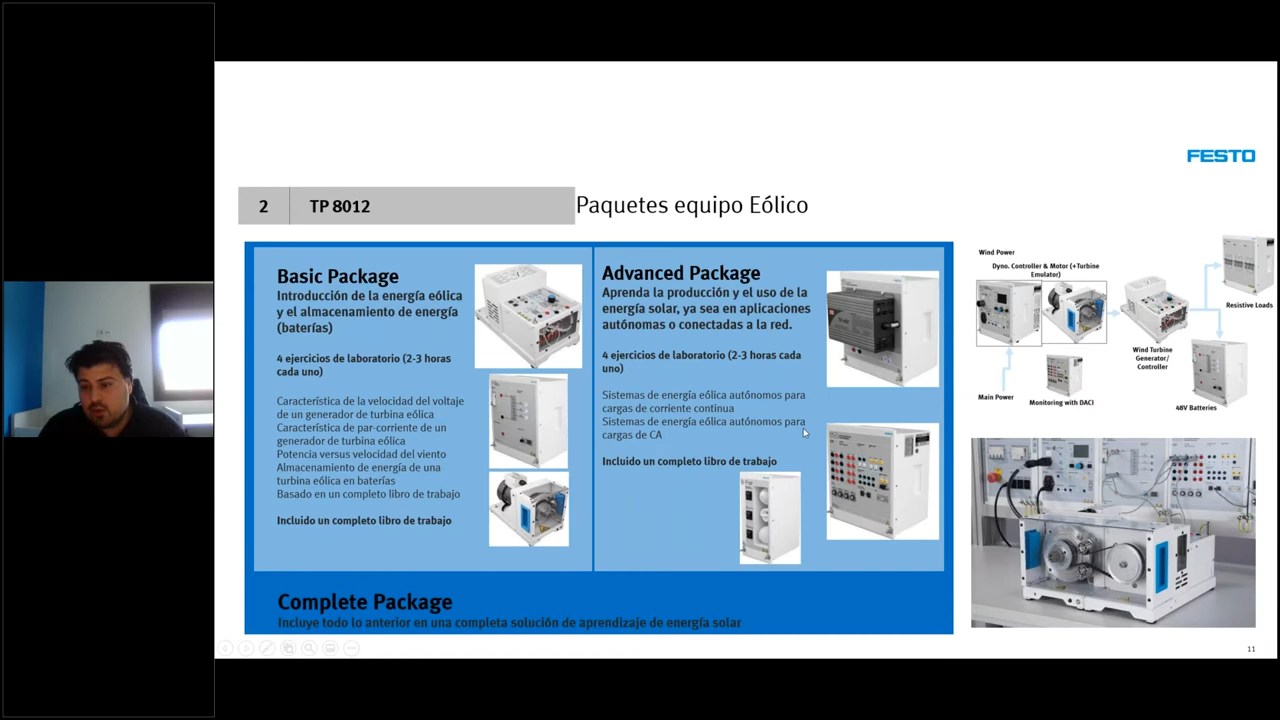 FESTO
2
TP 8012
Paquetes equipo Eólico
Basic Package
Introducción de la energía eólica
y el almacenamiento de energía
(baterías)
4 ejercicios de laboratorio (2-3 horas
cada uno)
Característica de la velocidad del voltaje
de un generador de turbina eólica
Característica de par-corriente de un
generador de turbina eólica
Potencia versus velocidad del viento
Almacenamiento de energía de una
turbina eólica en baterías
Basado en un completo libro de trabajo
Incluido un completo libro de trabajo
Advanced Package
Aprenda la producción y el uso de la
energía solar, ya sea en aplicaciones
autónomas o conectadas a la red.
4 ejercicios de laboratorio (2-3 horas cada
uno)
Sistemas de energía eólica autónomos para
cargas de corriente continua
Sistemas de energía eólica autónomos para
cargas de CA
Incluido un completo libro de trabajo
Complete Package
Incluye todo lo anterior en una completa solución de aprendizaje de energía solar
Wind Power
Dyno. Controller & Motor (+Turbine
Emulator)
Resistive Loads
Wind Turbine
Generator/
Controller
Main Power
Monitoring with DACI
48V Batteries
11